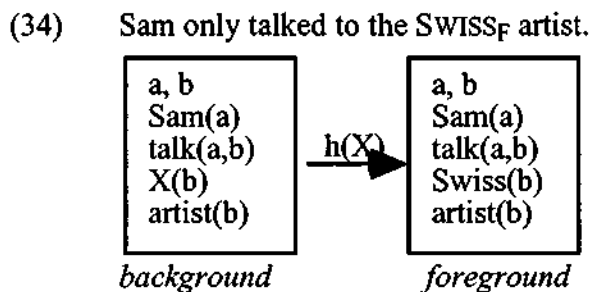 (34) Sam only talked to the SWISSF artist.
a, b
Sam(a)
talk(a,b)
X(b)
artist(b)
h(X)
a, b
Sam(a)
talk(a,b)
Swiss(b)
artist(b)
background
foreground